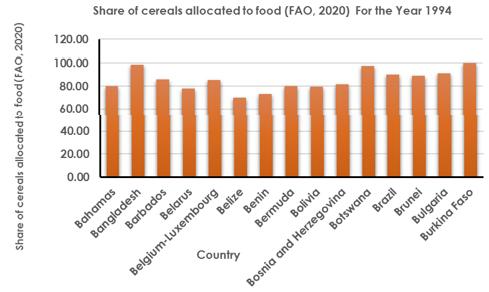 Share of cereals allocated to food (FAO, 2020)  For the Year 1994
Share of cereals allocated to food (FAO, 2020)
120.00
100.00
80.00
60.00
40.00
20.00
0.00
Bahamas
Bangladesh
Barbados
Belarus
Belgium-Luxembourg
Belize
Benin
Bermuda
Bolivia
Bosnia and Herzegovina
Botswana
Brazil
Brunei
Bulgaria
Burkina Faso
Country